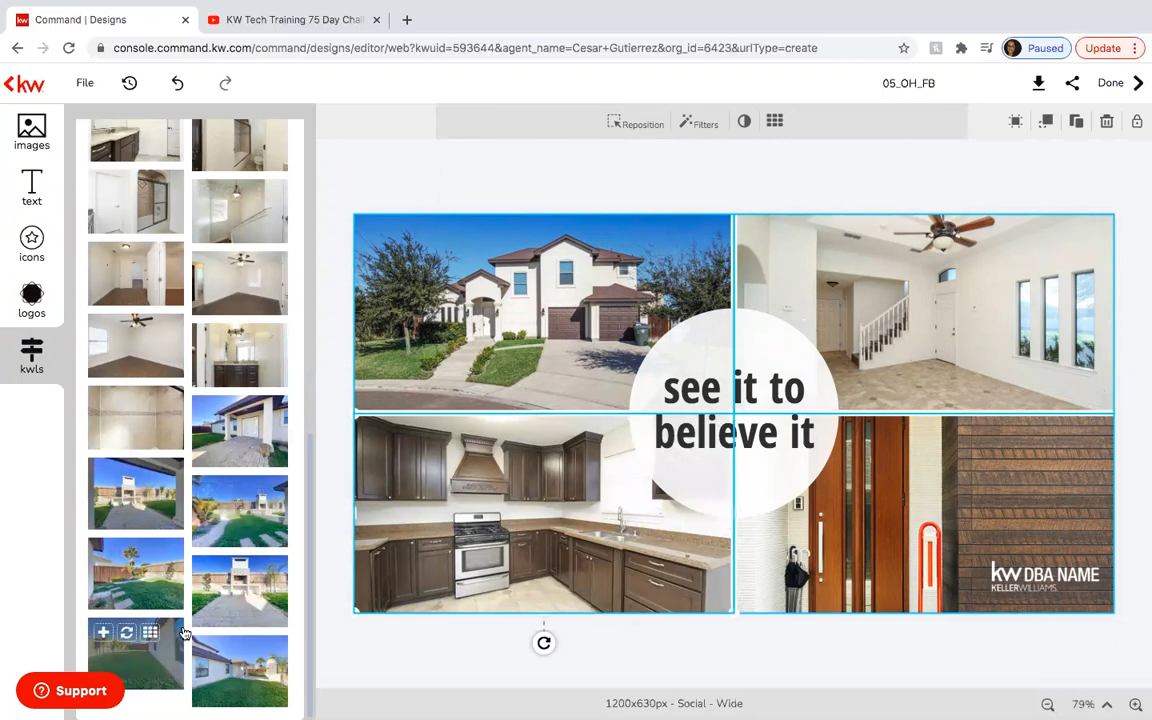 kw Command | Designs
KW Tech Training 75 Day Chal
console.command.kw.com/command/designs/editor/web?kwuid=593644&agent_name=Cesar+Gutierrez&org_id=6423&urlType=create
Paused
Update
kw
File
05_OH_FB
Done
images
text
icons
logos
kwls
Reposition
Filters
see it to
believe it
kw DBA NAME
KELLERWILLIAMS.
Support
1200x630px - Social - Wide
79%